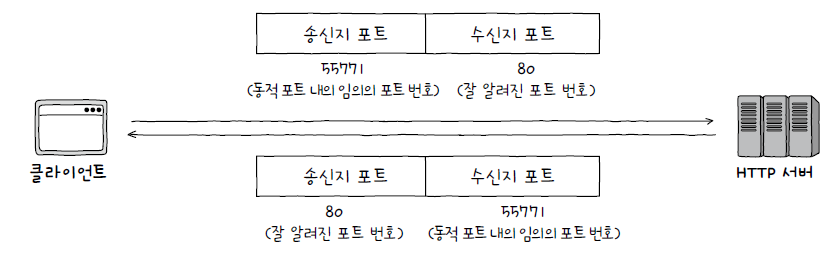 송신지 포트 수신지 포트
55771 80
(동적 포트 내의 임의의 포트 번호) (잘 알려진 포트 번호)
클라이언트 HTTP 서버
송신지 포트 수신지 포트
80 55771
(잘 알려진 포트 번호) (동적 포트 내의 임의의 포트 번호)